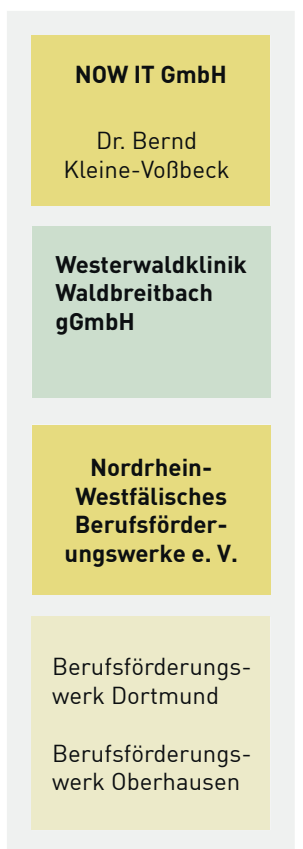 NOW IT GmbH
Dr. Bernd
Kleine-Voßbeck
Westerwaldklinik
Waldbreitbach
gGmbH
Nordrhein-
Westfälisches
Berufsförder-
ungswerke e. V.
Berufsförderungs-
werk Dortmund
Berufsförderungs-
werk Oberhausen